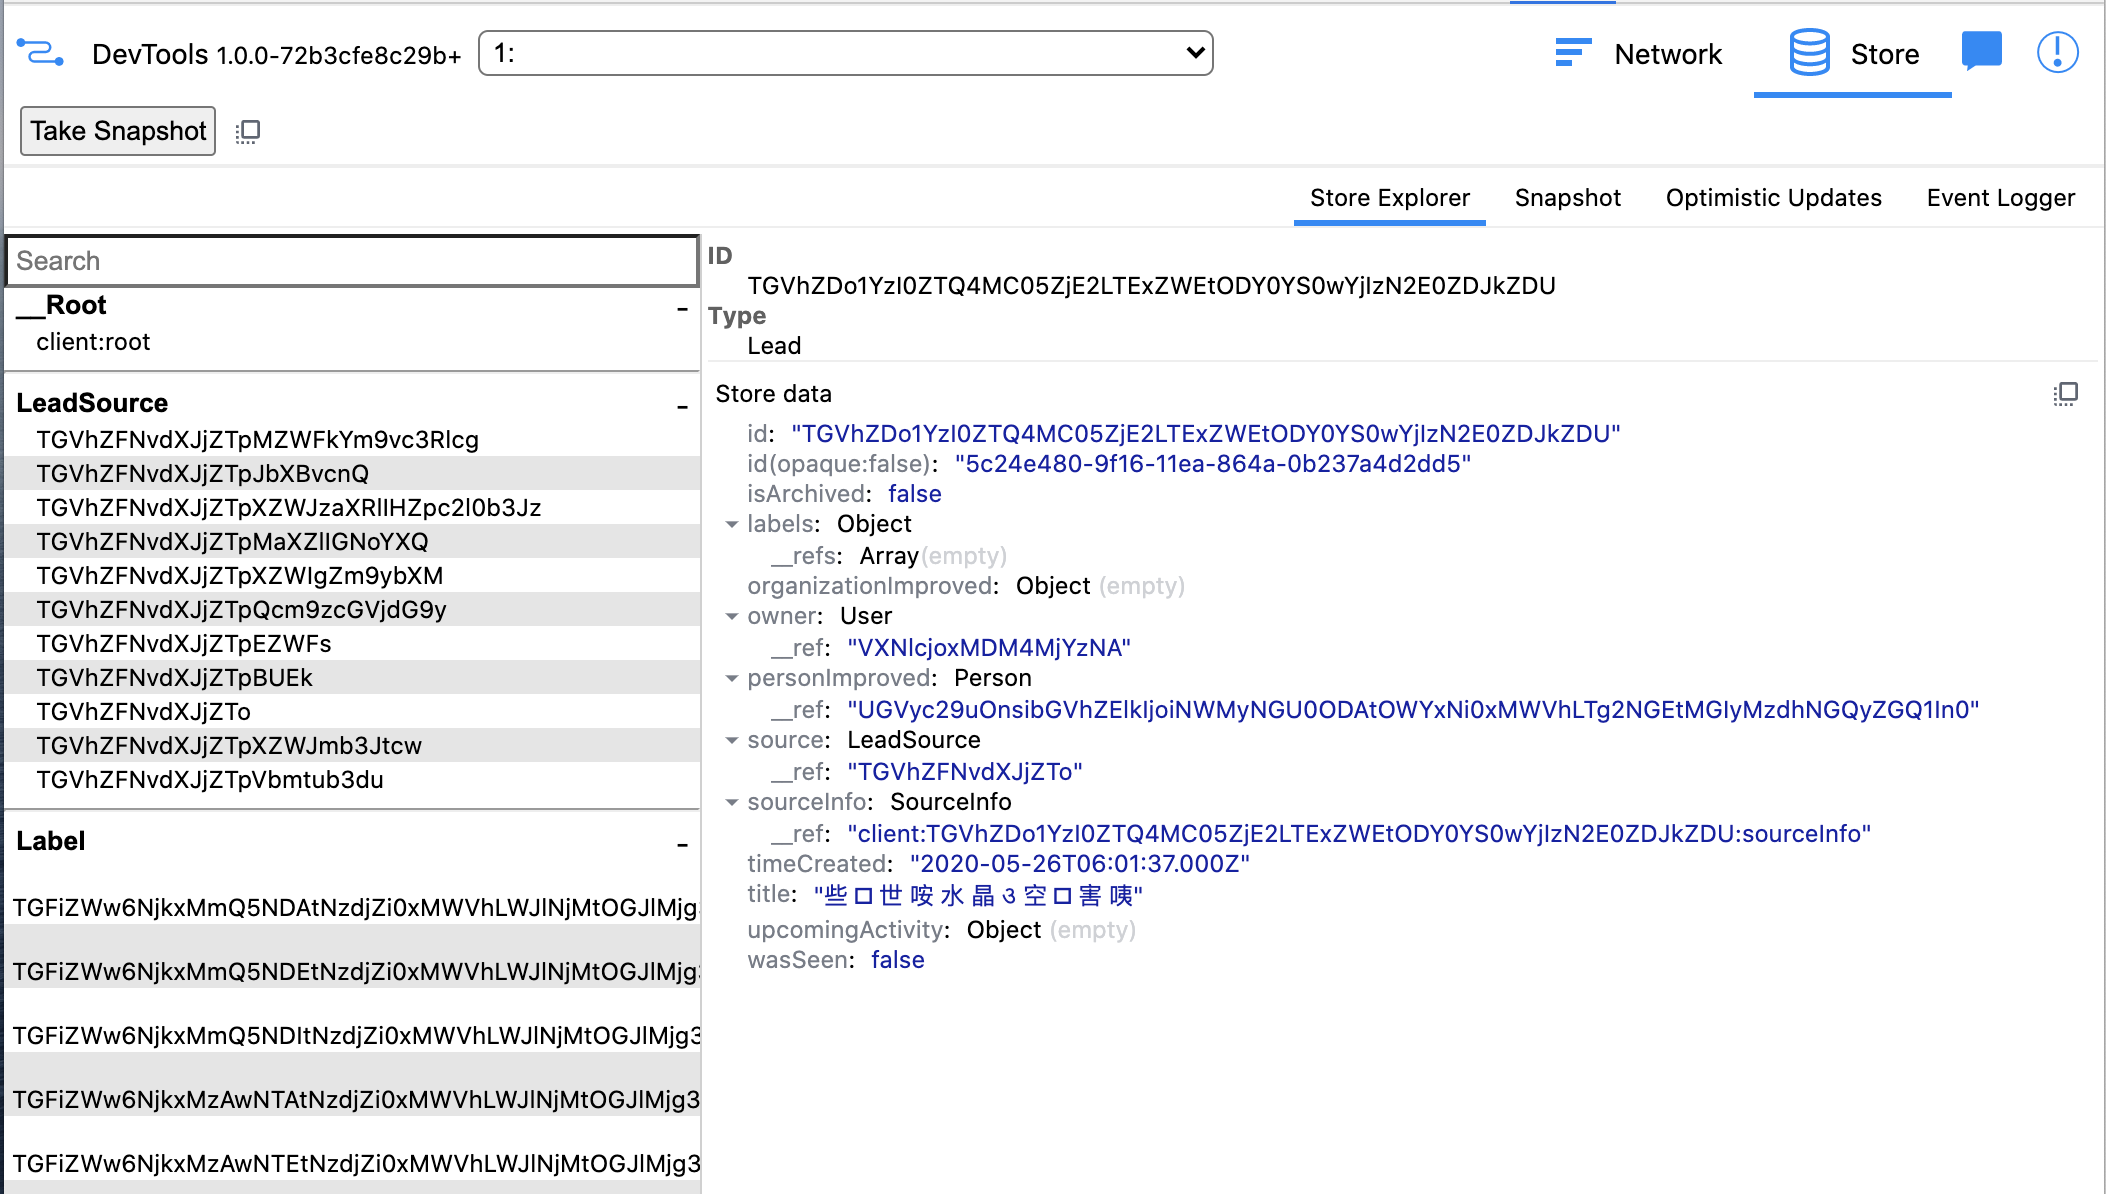 DevTools 1.0.0-72b3cfe8c29b+
1:
Network
Store
Take Snapshot
Store Explorer
Snapshot
Optimistic Updates
Event Logger
Search
__Root
-
client:root
LeadSource
-
TGVhZFNvdXJjZTpMZWFkYm9vc3Rlcg
TGVhZFNvdXJjZTpJbXBvcnQ
TGVhZFNvdXJjZTpXZWJzaXRlIHZpc2l0b3Jz
TGVhZFNvdXJjZTpMaXZlIGNoYXQ
TGVhZFNvdXJjZTpXZWIgZm9ybXM
TGVhZFNvdXJjZTpQcm9zcGVjdG9y
TGVhZFNvdXJjZTpEZWFs
TGVhZFNvdXJjZTpBUEk
TGVhZFNvdXJjZTo
TGVhZFNvdXJjZTpXZWJmb3Jtcw
TGVhZFNvdXJjZTpVbmtub3du
Label
-
TGFiZWw6NjkxMmQ5NDAtNzdjZi0xMWVhLWJlNjMtOGJlMjg
TGFiZWw6NjkxMmQ5NDEtNzdjZi0xMWVhLWJlNjMtOGJlMjg
TGFiZWw6NjkxMmQ5NDItNzdjZi0xMWVhLWJlNjMtOGJlMjg3
TGFiZWw6NjkxMzAwNTAtNzdjZi0xMWVhLWJlNjMtOGJlMjg3
TGFiZWw6NjkxMzAwNTEtNzdjZi0xMWVhLWJlNjMtOGJlMjg3
ID
TGVhZDo1YzI0ZTQ4MC05ZjE2LTExZWEtODY0YS0wYjIzN2E0ZDJkZDU
Type
Lead
Store data
id: "TGVhZDo1YzI0ZTQ4MC05ZjE2LTExZWEtODY0YS0wYjIzN2E0ZDJkZDU"
id(opaque:false): "5c24e480-9f16-11ea-864a-0b237a4d2dd5"
isArchived: false
labels: Object
__refs: Array(empty)
organizationImproved: Object (empty)
owner: User
__ref: "VXNlcjoxMDM4MjYzNA"
personImproved: Person
__ref: "UGVyc29uOnsibGVhZElkIjoiNWMyNGU0ODAtOWYxNi0xMWVhLTg2NGEtMGIyMzdhNGQyZGQ1In0"
source: LeadSource
__ref: "TGVhZFNvdXJjZTo"
sourceInfo: SourceInfo
__ref: "client:TGVhZDo1YzI0ZTQ4MC05ZjE2LTExZWEtODY0YS0wYjIzN2E0ZDJkZDU:sourceInfo"
timeCreated: "2020-05-26T06:01:37.000Z"
title: "些ロ世咹水晶૩空ロ害咦"
upcomingActivity: Object (empty)
wasSeen: false